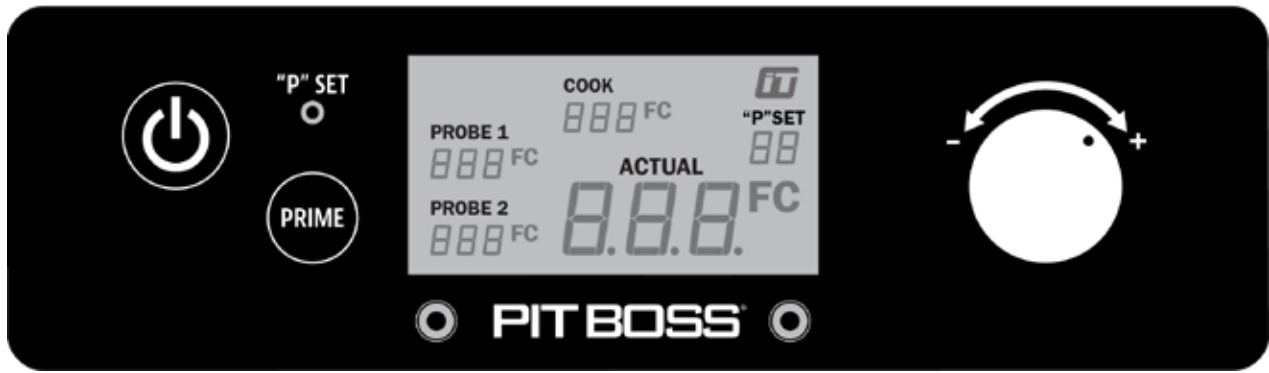 "P" SET
PRIME
COOK
888 FC
iT
"P"SET
88
PROBE 1
888 FC
ACTUAL
8.8.8. FC
PROBE 2
888 FC
- +
PIT BOSS®